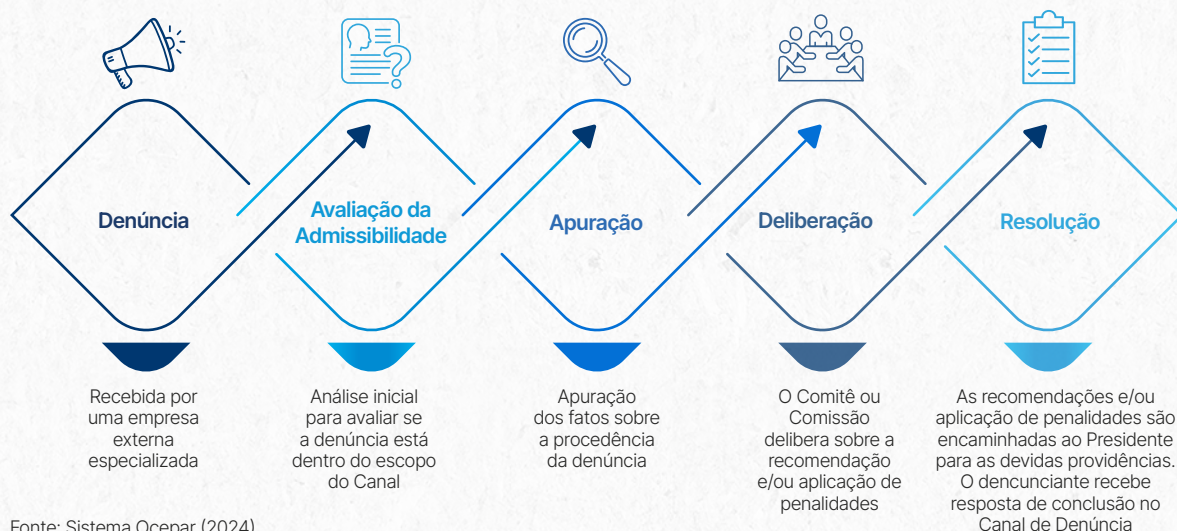 Denúncia
Avaliação da
Admissibilidade
Apuração
Deliberação
Resolução
Recebida por
uma empresa
externa
especializada
Análise inicial
para avaliar se
a denúncia está
dentro do escopo
do Canal
Apuração
dos fatos sobre
a procedência
da denúncia
O Comitê ou
Comissão
delibera sobre a
recomendação
e/ou aplicação de
penalidades
As recomendações e/ou
aplicação de penalidades são
encaminhadas ao Presidente
para as devidas providências.
O dencunciante recebe
resposta de conclusão no
Canal de Denúncia
Fonte: Sistema Ocepar (2024)